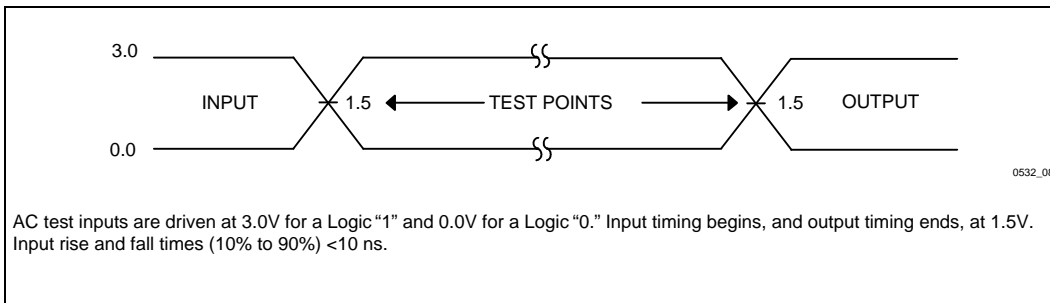 3.0
INPUT 1.5 TEST POINTS 1.5 OUTPUT
0.0
0532_08
AC test inputs are driven at 3.0V for a Logic “1” and 0.0V for a Logic “0.” Input timing begins, and output timing ends, at 1.5V.
Input rise and fall times (10% to 90%) <10 ns.